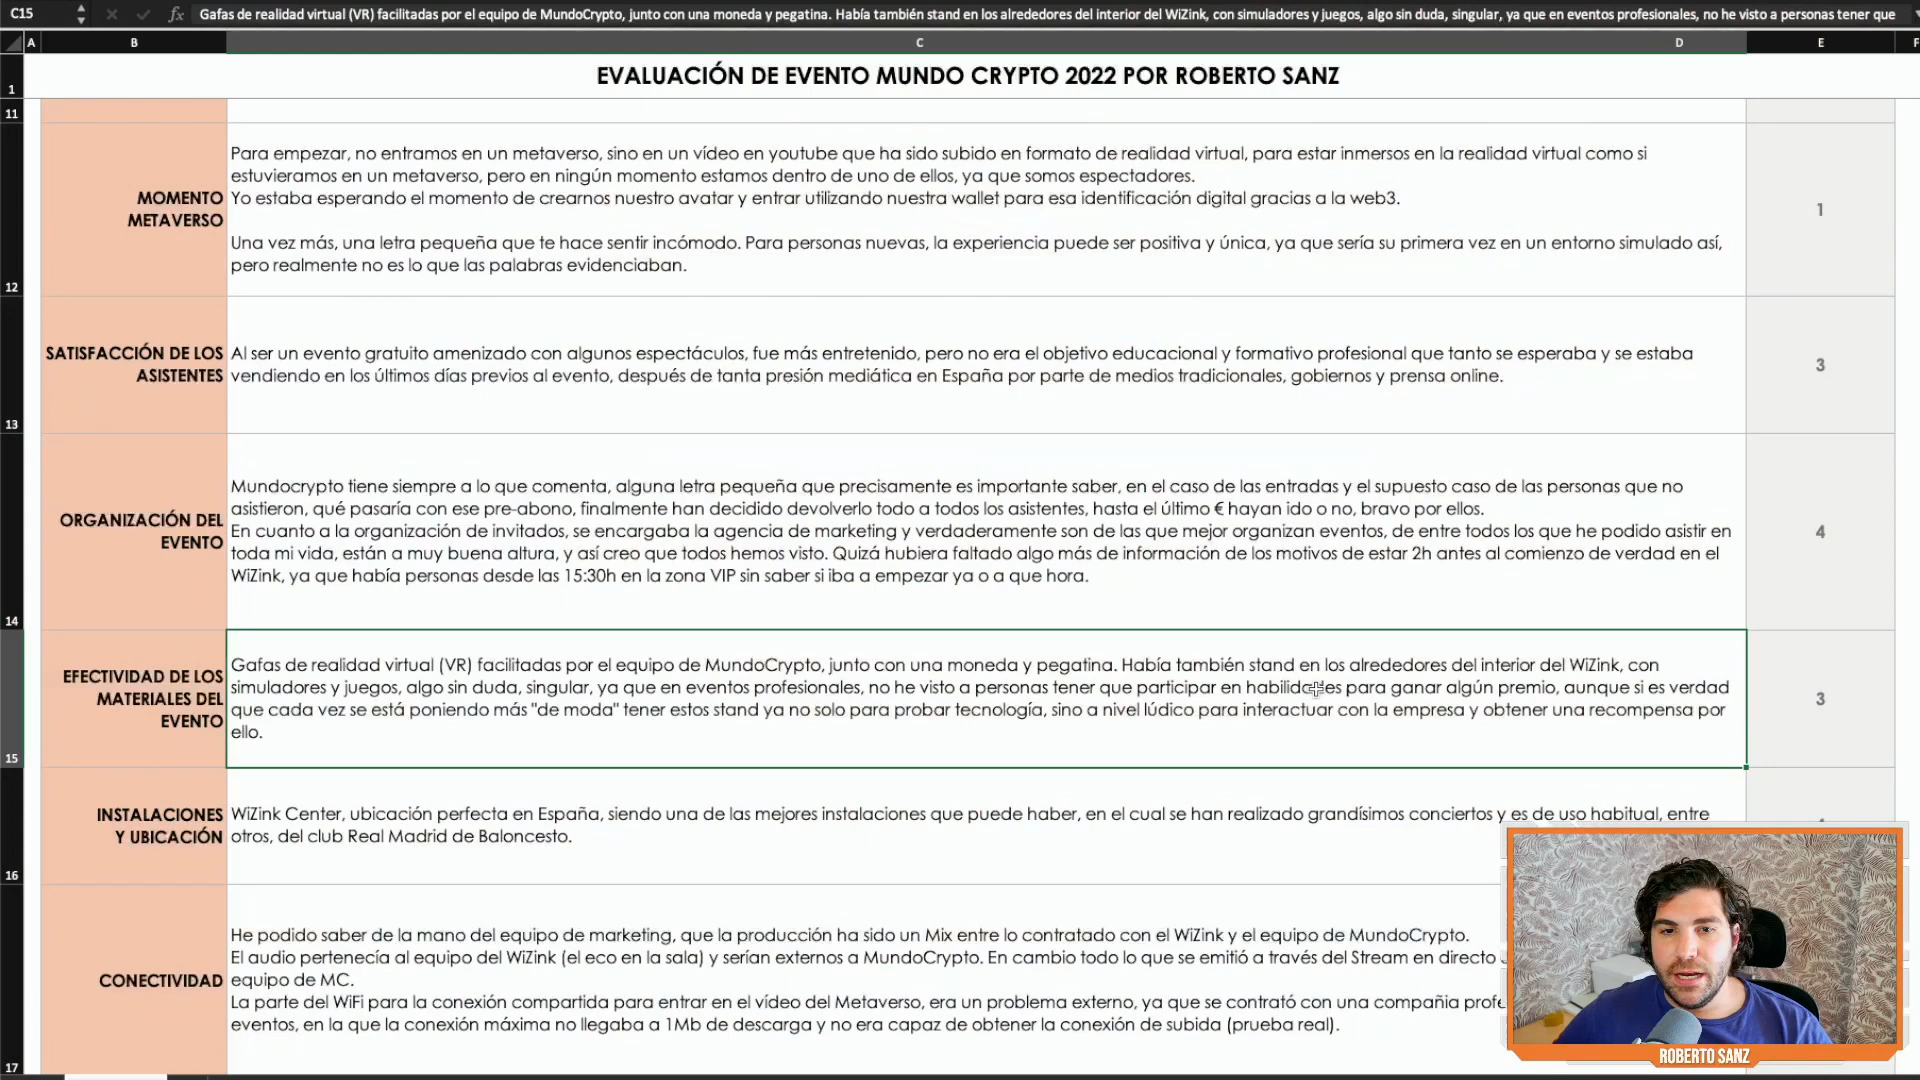 C15
fx
Gafas de realidad virtual (VR) facilitadas por el equipo de MundoCrypto, junto con una moneda y pegatina. Había también stand en los alrededores del interior del WiZink, con simuladores y juegos, algo sin duda, singular, ya que en eventos profesionales, no he visto a personas tener que
A B C D E F
1
EVALUACIÓN DE EVENTO MUNDO CRYPTO 2022 POR ROBERTO SANZ
11
MOMENTO
METAVERSO
Para empezar, no entramos en un metaverso, sino en un vídeo en youtube que ha sido subido en formato de realidad virtual, para estar inmersos en la realidad virtual como si
estuvieramos en un metaverso, pero en ningún momento estamos dentro de uno de ellos, ya que somos espectadores.
Yo estaba esperando el momento de crearnos nuestro avatar y entrar utilizando nuestra wallet para esa identificación digital gracias a la web3.
Una vez más, una letra pequeña que te hace sentir incómodo. Para personas nuevas, la experiencia puede ser positiva y única, ya que sería su primera vez en un entorno simulado así,
pero realmente no es lo que las palabras evidenciaban.
1
12
SATISFACCIÓN DE LOS
ASISTENTES
Al ser un evento gratuito amenizado con algunos espectáculos, fue más entretenido, pero no era el objetivo educacional y formativo profesional que tanto se esperaba y se estaba
vendiendo en los últimos días previos al evento, después de tanta presión mediática en España por parte de medios tradicionales, gobiernos y prensa online.
3
13
ORGANIZACIÓN DEL
EVENTO
Mundocrypto tiene siempre a lo que comenta, alguna letra pequeña que precisamente es importante saber, en el caso de las entradas y el supuesto caso de las personas que no
asistieron, qué pasaría con ese pre-abono, finalmente han decidido devolverlo todo a todos los asistentes, hasta el último € hayan ido o no, bravo por ellos.
En cuanto a la organización de invitados, se encargaba la agencia de marketing y verdaderamente son de las que mejor organizan eventos, de entre todos los que he podido asistir en
toda mi vida, están a muy buena altura, y así creo que todos hemos visto. Quizá hubiera faltado algo más de información de los motivos de estar 2h antes al comienzo de verdad en el
WiZink, ya que había personas desde las 15:30h en la zona VIP sin saber si iba a empezar ya o a que hora.
4
14
EFECTIVIDAD DE LOS
MATERIALES DEL
EVENTO
Gafas de realidad virtual (VR) facilitadas por el equipo de MundoCrypto, junto con una moneda y pegatina. Había también stand en los alrededores del interior del WiZink, con
simuladores y juegos, algo sin duda, singular, ya que en eventos profesionales, no he visto a personas tener que participar en habilidades para ganar algún premio, aunque si es verdad
que cada vez se está poniendo más "de moda" tener estos stand ya no solo para probar tecnología, sino a nivel lúdico para interactuar con la empresa y obtener una recompensa por
ello.
3
15
INSTALACIONES
Y UBICACIÓN
WiZink Center, ubicación perfecta en España, siendo una de las mejores instalaciones que puede haber, en el cual se han realizado grandísimos conciertos y es de uso habitual, entre
otros, del club Real Madrid de Baloncesto.
16
CONECTIVIDAD
He podido saber de la mano del equipo de marketing, que la producción ha sido un Mix entre lo contratado con el WiZink y el equipo de MundoCrypto.
El audio pertenecía al equipo del WiZink (el eco en la sala) y serían externos a MundoCrypto. En cambio todo lo que se emitió a través del Stream en directo
equipo de MC.
La parte del WiFi para la conexión compartida para entrar en el vídeo del Metaverso, era un problema externo, ya que se contrató con una compañia
eventos, en la que la conexión máxima no llegaba a 1Mb de descarga y no era capaz de obtener la conexión de subida (prueba real).
17
ROBERTO SANZ